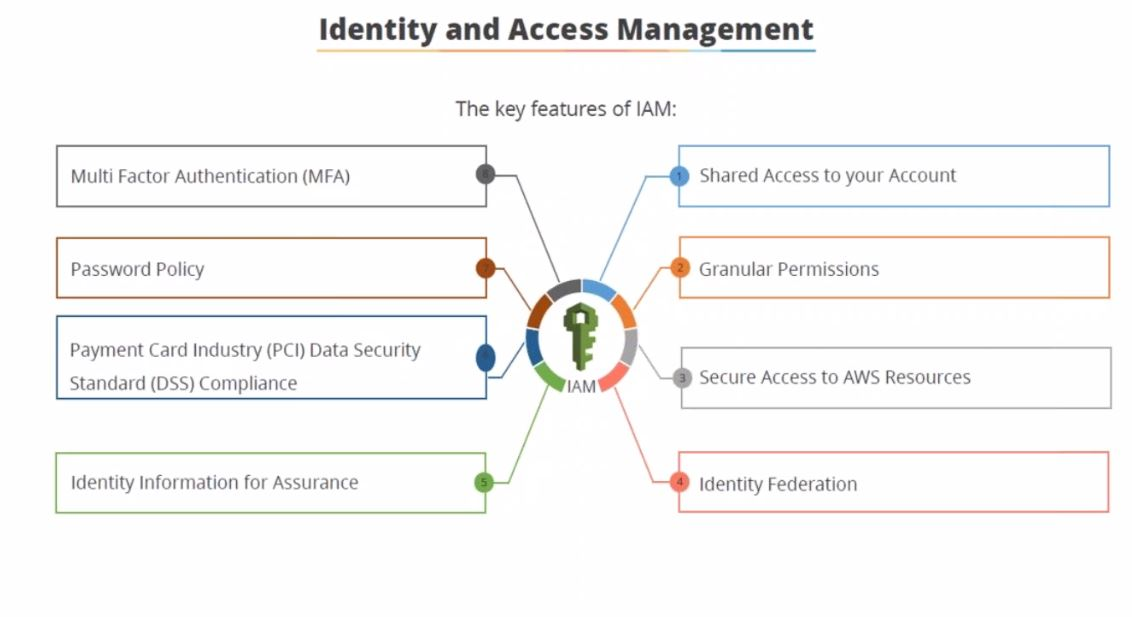 Identity and Access Management
The key features of IAM:
Multi Factor Authentication (MFA)
1
Shared Access to your Account
Password Policy
2
Granular Permissions
Payment Card Industry (PCI) Data Security
Standard (DSS) Compliance
3
Secure Access to AWS Resources
IAM
Identity Information for Assurance
5
4
Identity Federation